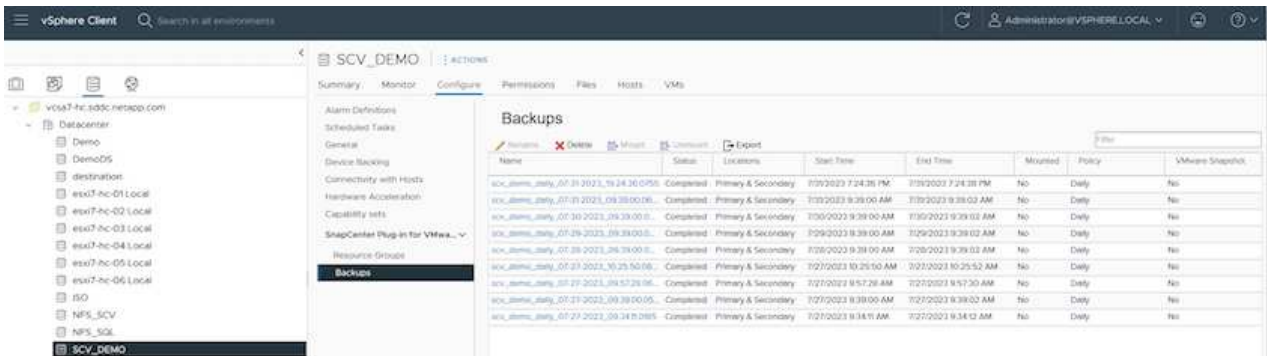 vSphere Client Search in all environments Administrator@VSPHERE.LOCAL
SCV_DEMO ACTIONS
Summary Monitor Configure Permissions Files Hosts VMs
vcsa7-hc.sddc.netapp.com
Datacenter
Demo
DemoDS
destination
esxi7-hc-01 Local
esxi7-hc-02 Local
esxi7-hc-03 Local
esxi7-hc-04 Local
esxi7-hc-05 Local
esxi7-hc-06 Local
ISO
NFS_SCV
NFS_SQL
SCV_DEMO
Alarm Definitions
Scheduled Tasks
General
Device Backing
Connectivity with Hosts
Hardware Acceleration
Capability sets
SnapCenter Plug-in for VMwa...
Resource Groups
Backups
Backups
Rename Delete Mount Unmount Export Filter
Name Status Locations Start Time End Time Mounted Policy VMware Snapshot
Completed Primary & Secondary 7/31/2023 7:24:36 PM 7/31/2023 7:24:38 PM No Daily No
Completed Primary & Secondary 7/31/2023 9:39:00 AM 7/31/2023 9:39:02 AM No Daily No
Completed Primary & Secondary 7/30/2023 9:39:00 AM 7/30/2023 9:39:02 AM No Daily No
Completed Primary & Secondary 7/29/2023 9:39:00 AM 7/29/2023 9:39:02 AM No Daily No
Completed Primary & Secondary 7/28/2023 9:39:00 AM 7/28/2023 9:39:02 AM No Daily No
Completed Primary & Secondary 7/27/2023 10:25:50 AM 7/27/2023 10:25:52 AM No Daily No
Completed Primary & Secondary 7/27/2023 9:57:28 AM 7/27/2023 9:57:30 AM No Daily No
Completed Primary & Secondary 7/27/2023 9:39:00 AM 7/27/2023 9:39:02 AM No Daily No
Completed Primary & Secondary 7/27/2023 9:34:11 AM 7/27/2023 9:34:12 AM No Daily No